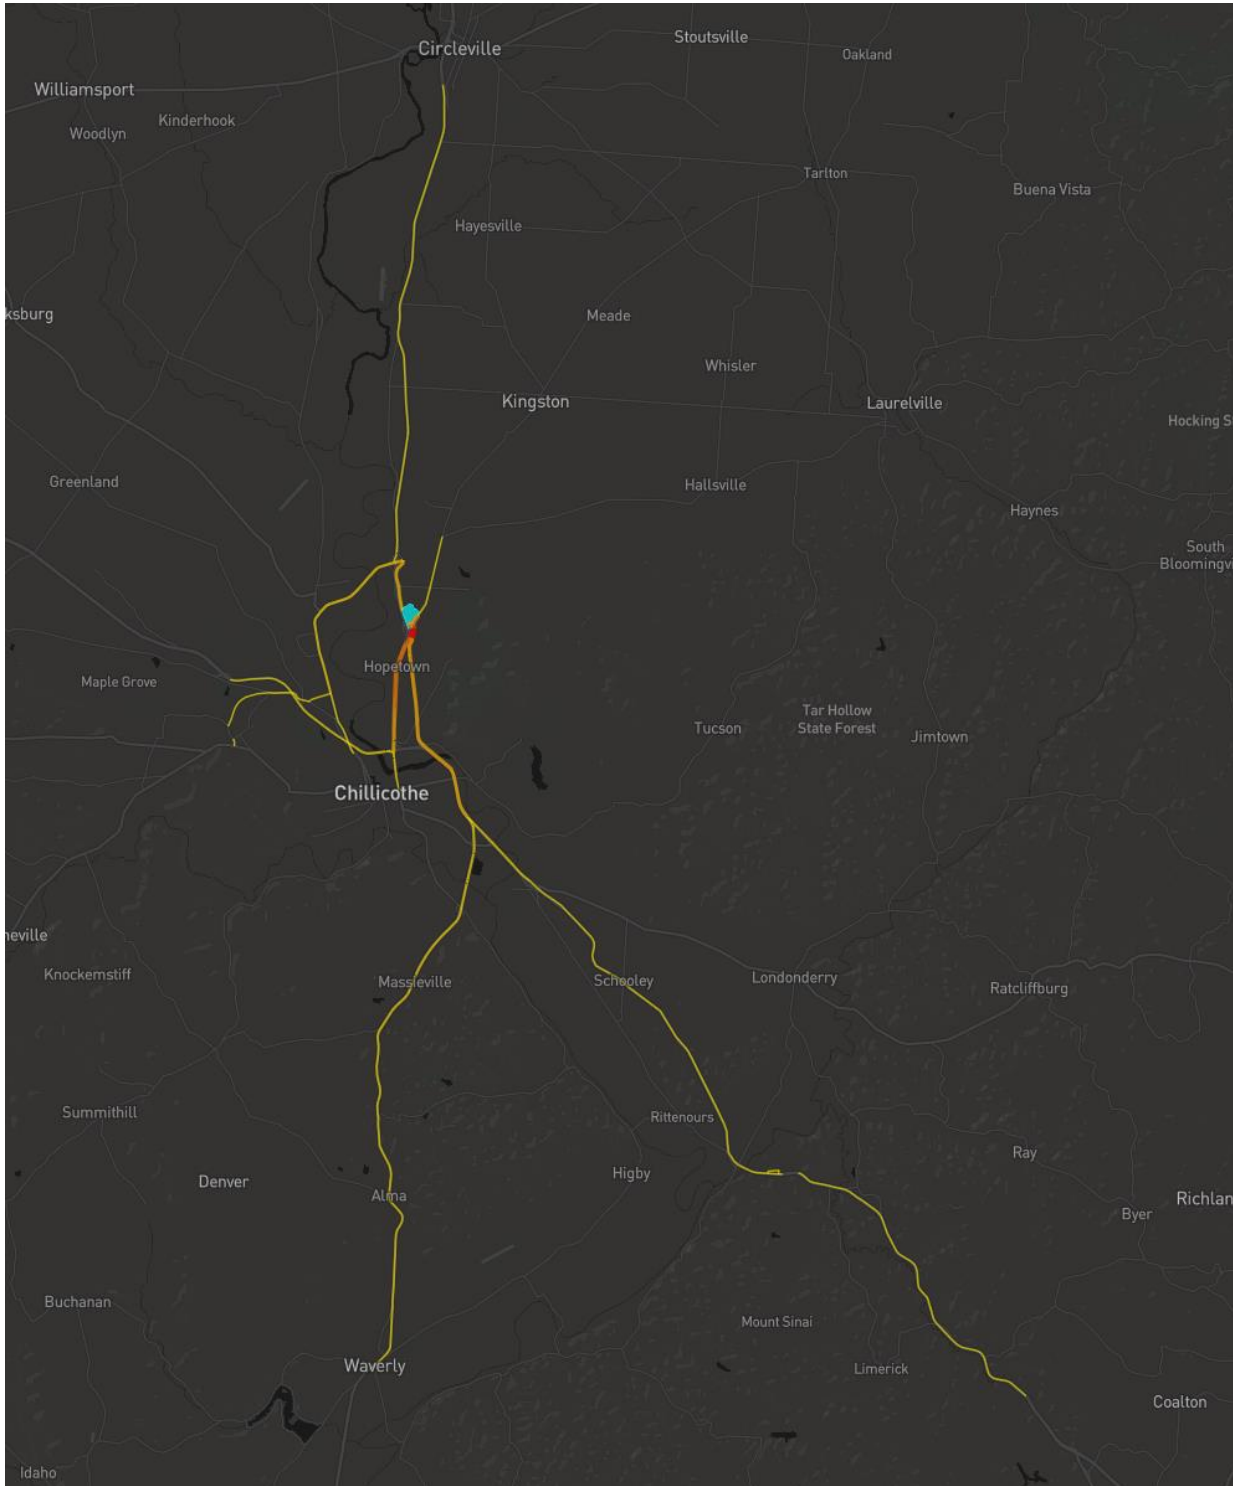 Circleville
Stoutsville
Oakland
Williamsport
Kinderhook
Woodlyn
Tarlton
Buena Vista
Hayesville
ksburg
Meade
Whisler
Kingston
Laurelville
Hocking S
Greenland
Hallsville
Haynes
South
Bloomingvi
Hopetown
Maple Grove
Tar Hollow
State Forest
Tucson
Jimtown
Chillicothe
neville
Knockemstiff
Massieville
Schooley
Londonderry
Ratcliffburg
Summithill
Rittenours
Ray
Denver
Alma
Higby
Richlan
Byer
Buchanan
Mount Sinai
Waverly
Limerick
Coalton
Idaho